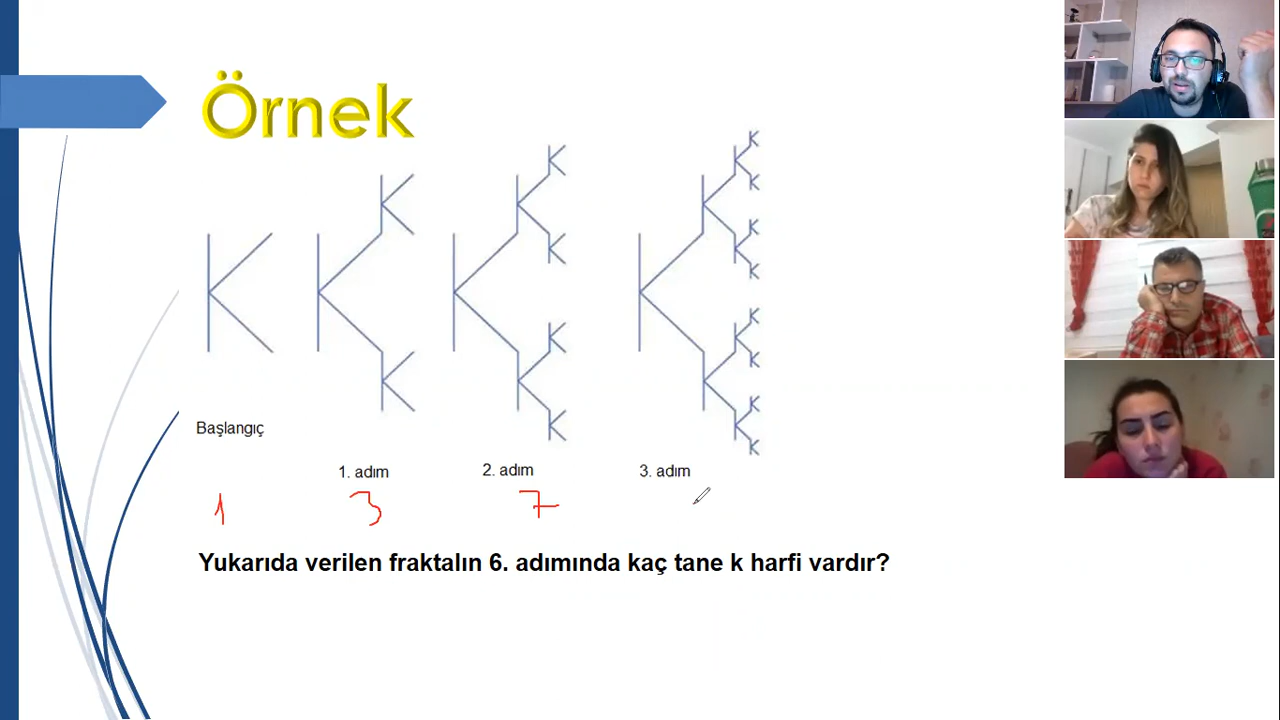 Örnek
Başlangıç
1. adım
2. adım
3. adım
1
3
7
Yukarıda verilen fraktalın 6. adımında kaç tane k harfi vardır?